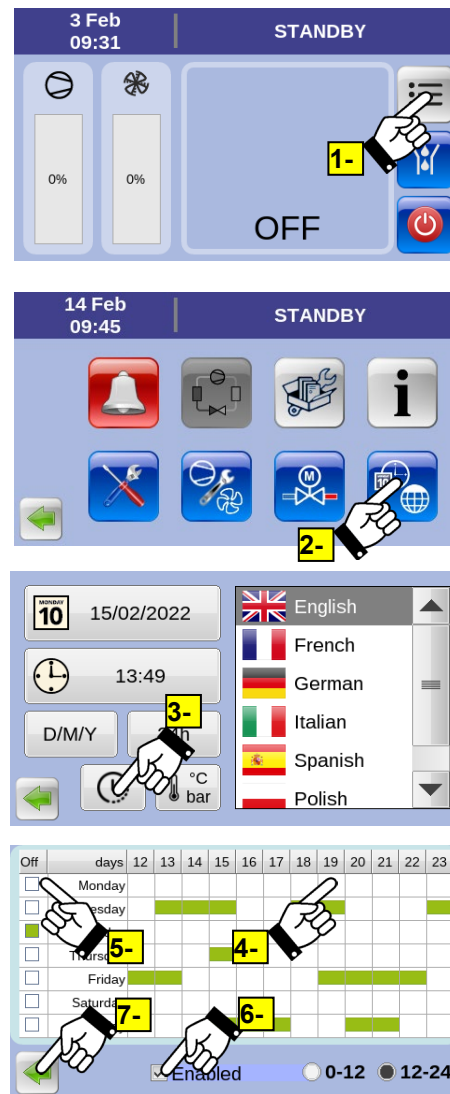 3 Feb
09:31
STANDBY
0%
0%
1-
OFF
14 Feb
09:45
STANDBY
M
10
i
2-
MONDAY
10
15/02/2022
13:49
3-
D/M/Y
°C
bar
English
French
German
Italian
Spanish
Polish
Off days 12 13 14 15 16 17 18 19 20 21 22 23
Monday
Friday
5-
4-
7-
6-
Enabled
0-12
12-24